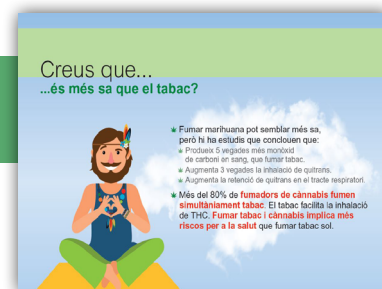 Creus que...
...és més sa que el tabac?
Fumar marihuana pot semblar més sa,
però hi ha estudis que conclouen que:
Produeix 5 vegades més monòxid
de carboni en sang, que fumar tabac.
Augmenta 3 vegades la inhalació de quitrans.
Augmenta la retenció de quitrans en el tracte respiratori.
Més del 80% de fumadors de cànnabis fumen
simultàniament tabac. El tabac facilita la inhalació
de THC. Fumar tabac i cànnabis implica més
riscos per a la salut que fumar tabac sol.